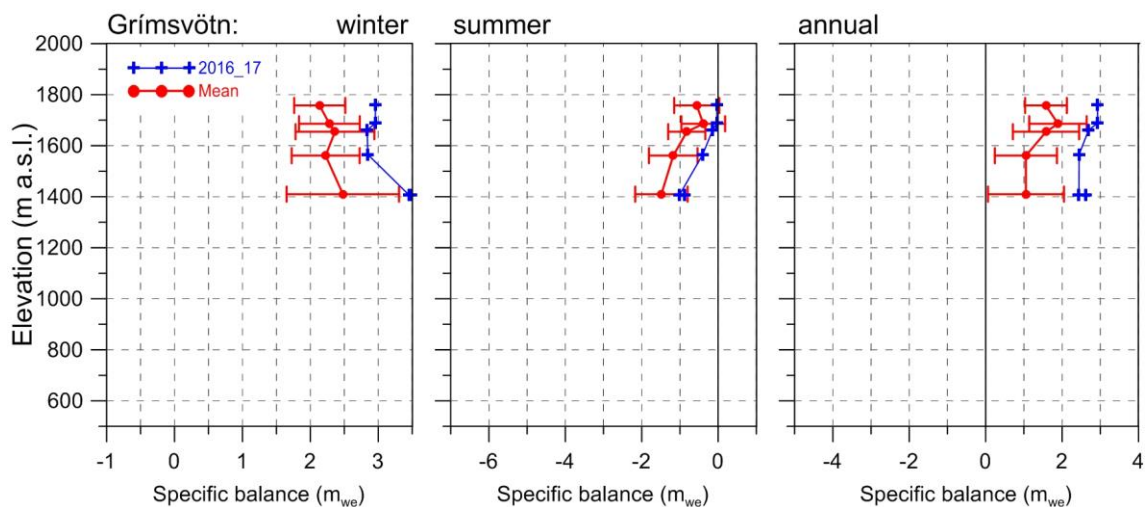 Grímsvötn: winter summer annual
2000
1800
1600
1400
1200
1000
800
600
Elevation (m a.s.l.)
2016_17
Mean
-1 0 1 2 3
-6 -4 -2 0
-4 -2 0 2 4
Specific balance (mwe) Specific balance (mwe) Specific balance (mwe)